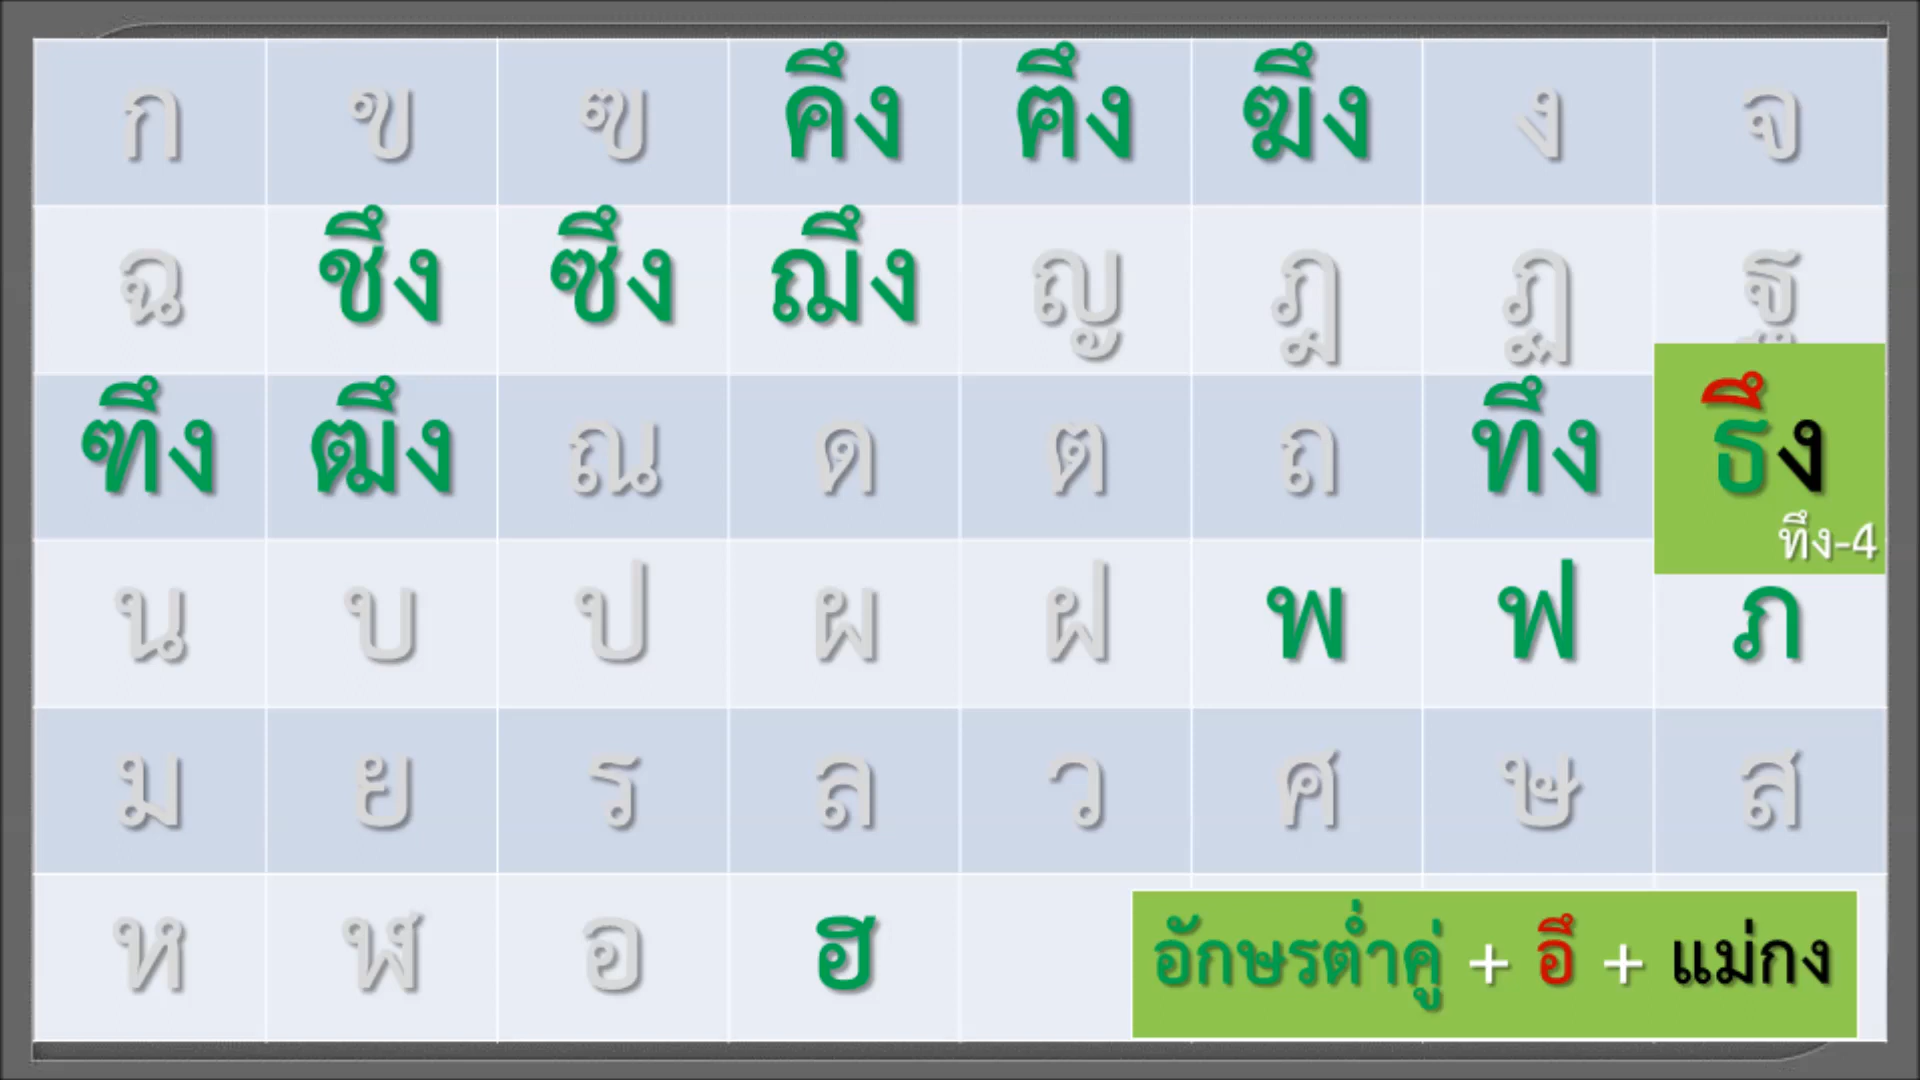 ก ข ฃ คึง ฅึง ฆึง ง จ
ฉ ชึง ซึง ฌึง ญ ฎ ฏ ฐ
ฑึง ฒึง ณ ด ต ถ ทึง ธึง
ทึง-4
น บ ป ผ ฝ พ ฟ ภ
ม ย ร ล ว ศ ษ ส
ห ฬ อ ฮ
อักษรต่ำคู่ + อึ + แม่กง